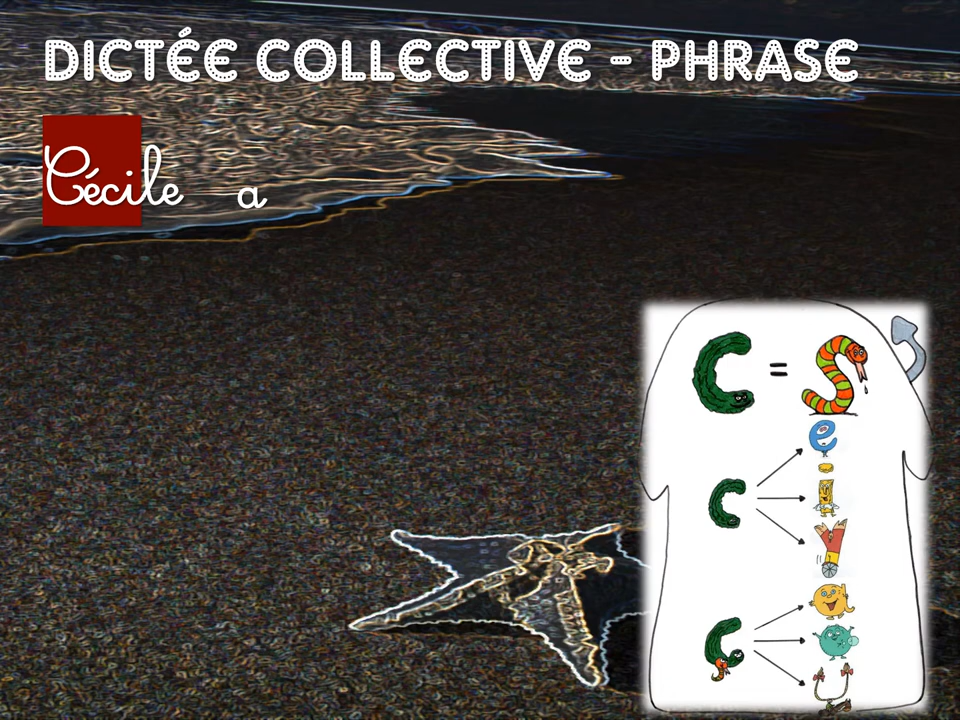 DICTÉE COLLECTIVE - PHRASE
Cécile a
C = S
C e i y
ç a o u